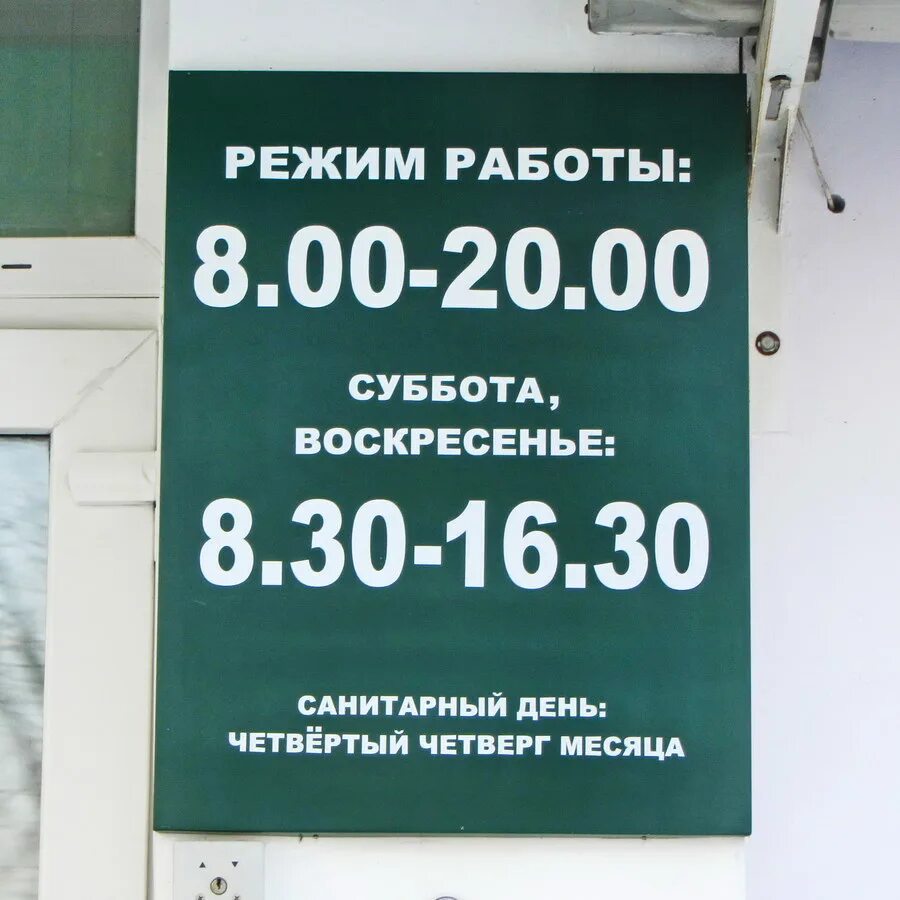 РЕЖИМ РАБОТЫ:
8.00-20.00
СУББОТА,
ВОСКРЕСЕНЬЕ:
8.30-16.30
САНИТАРНЫЙ ДЕНЬ:
ЧЕТВЁРТЫЙ ЧЕТВЕРГ МЕСЯЦА